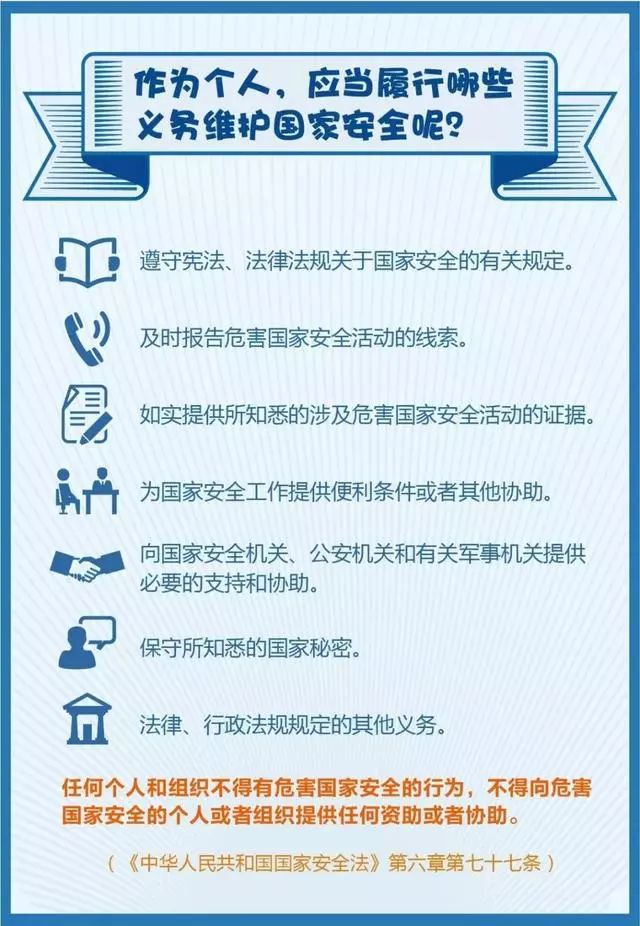 作为个人，应当履行哪些
义务维护国家安全呢？
遵守宪法、法律法规关于国家安全的有关规定。
及时报告危害国家安全活动的线索。
如实提供所知悉的涉及危害国家安全活动的证据。
为国家安全工作提供便利条件或者其他协助。
向国家安全机关、公安机关和有关军事机关提供
必要的支持和协助。
保守所知悉的国家秘密。
法律、行政法规规定的其他义务。
任何个人和组织不得有危害国家安全的行为，不得向危害
国家安全的个人或者组织提供任何资助或者协助。
（《中华人民共和国国家安全法》第六章第七十七条）